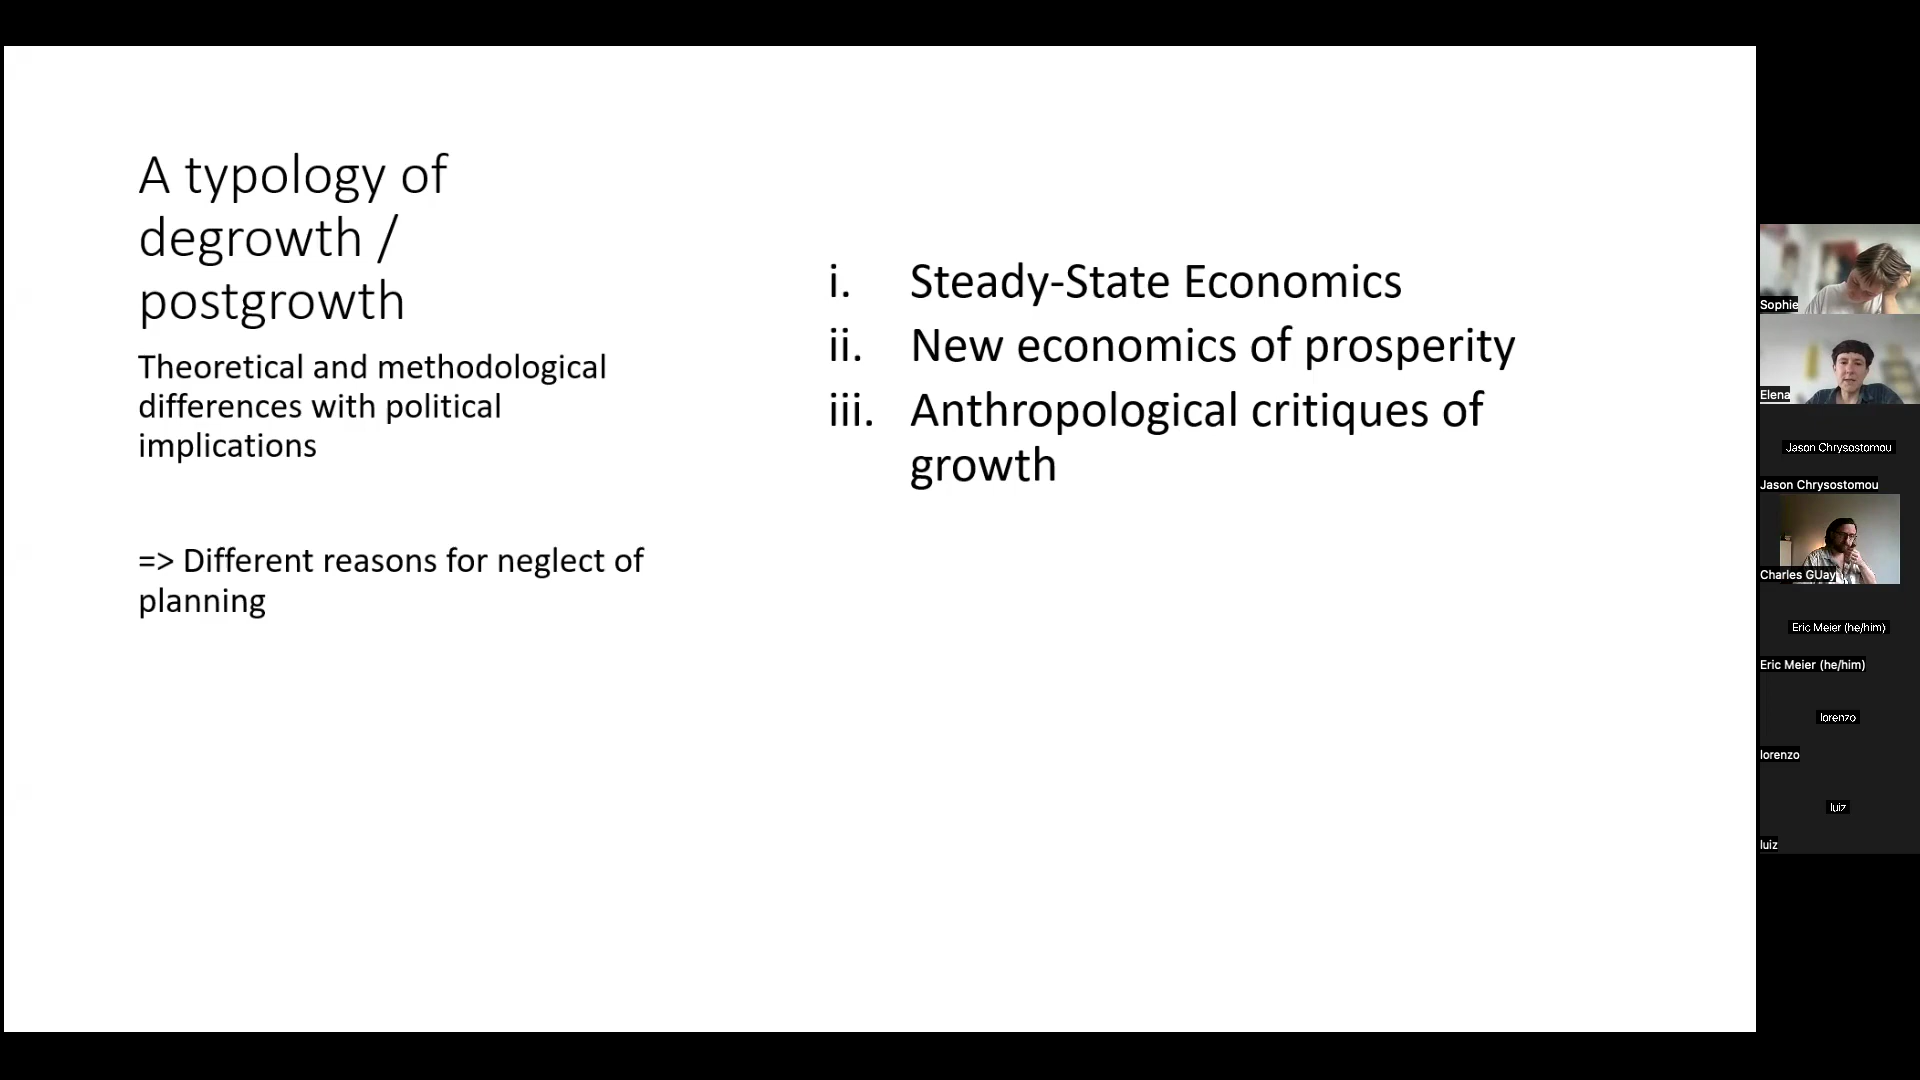 A typology of
degrowth /
postgrowth
Theoretical and methodological
differences with political
implications
=> Different reasons for neglect of
planning
i. Steady-State Economics
ii. New economics of prosperity
iii. Anthropological critiques of
growth
Sophie
Elena
Jason Chrysostomou
Jason Chrysostomou
Charles GUay
Eric Meier (he/him)
Eric Meier (he/him)
lorenzo
lorenzo
luiz
luiz